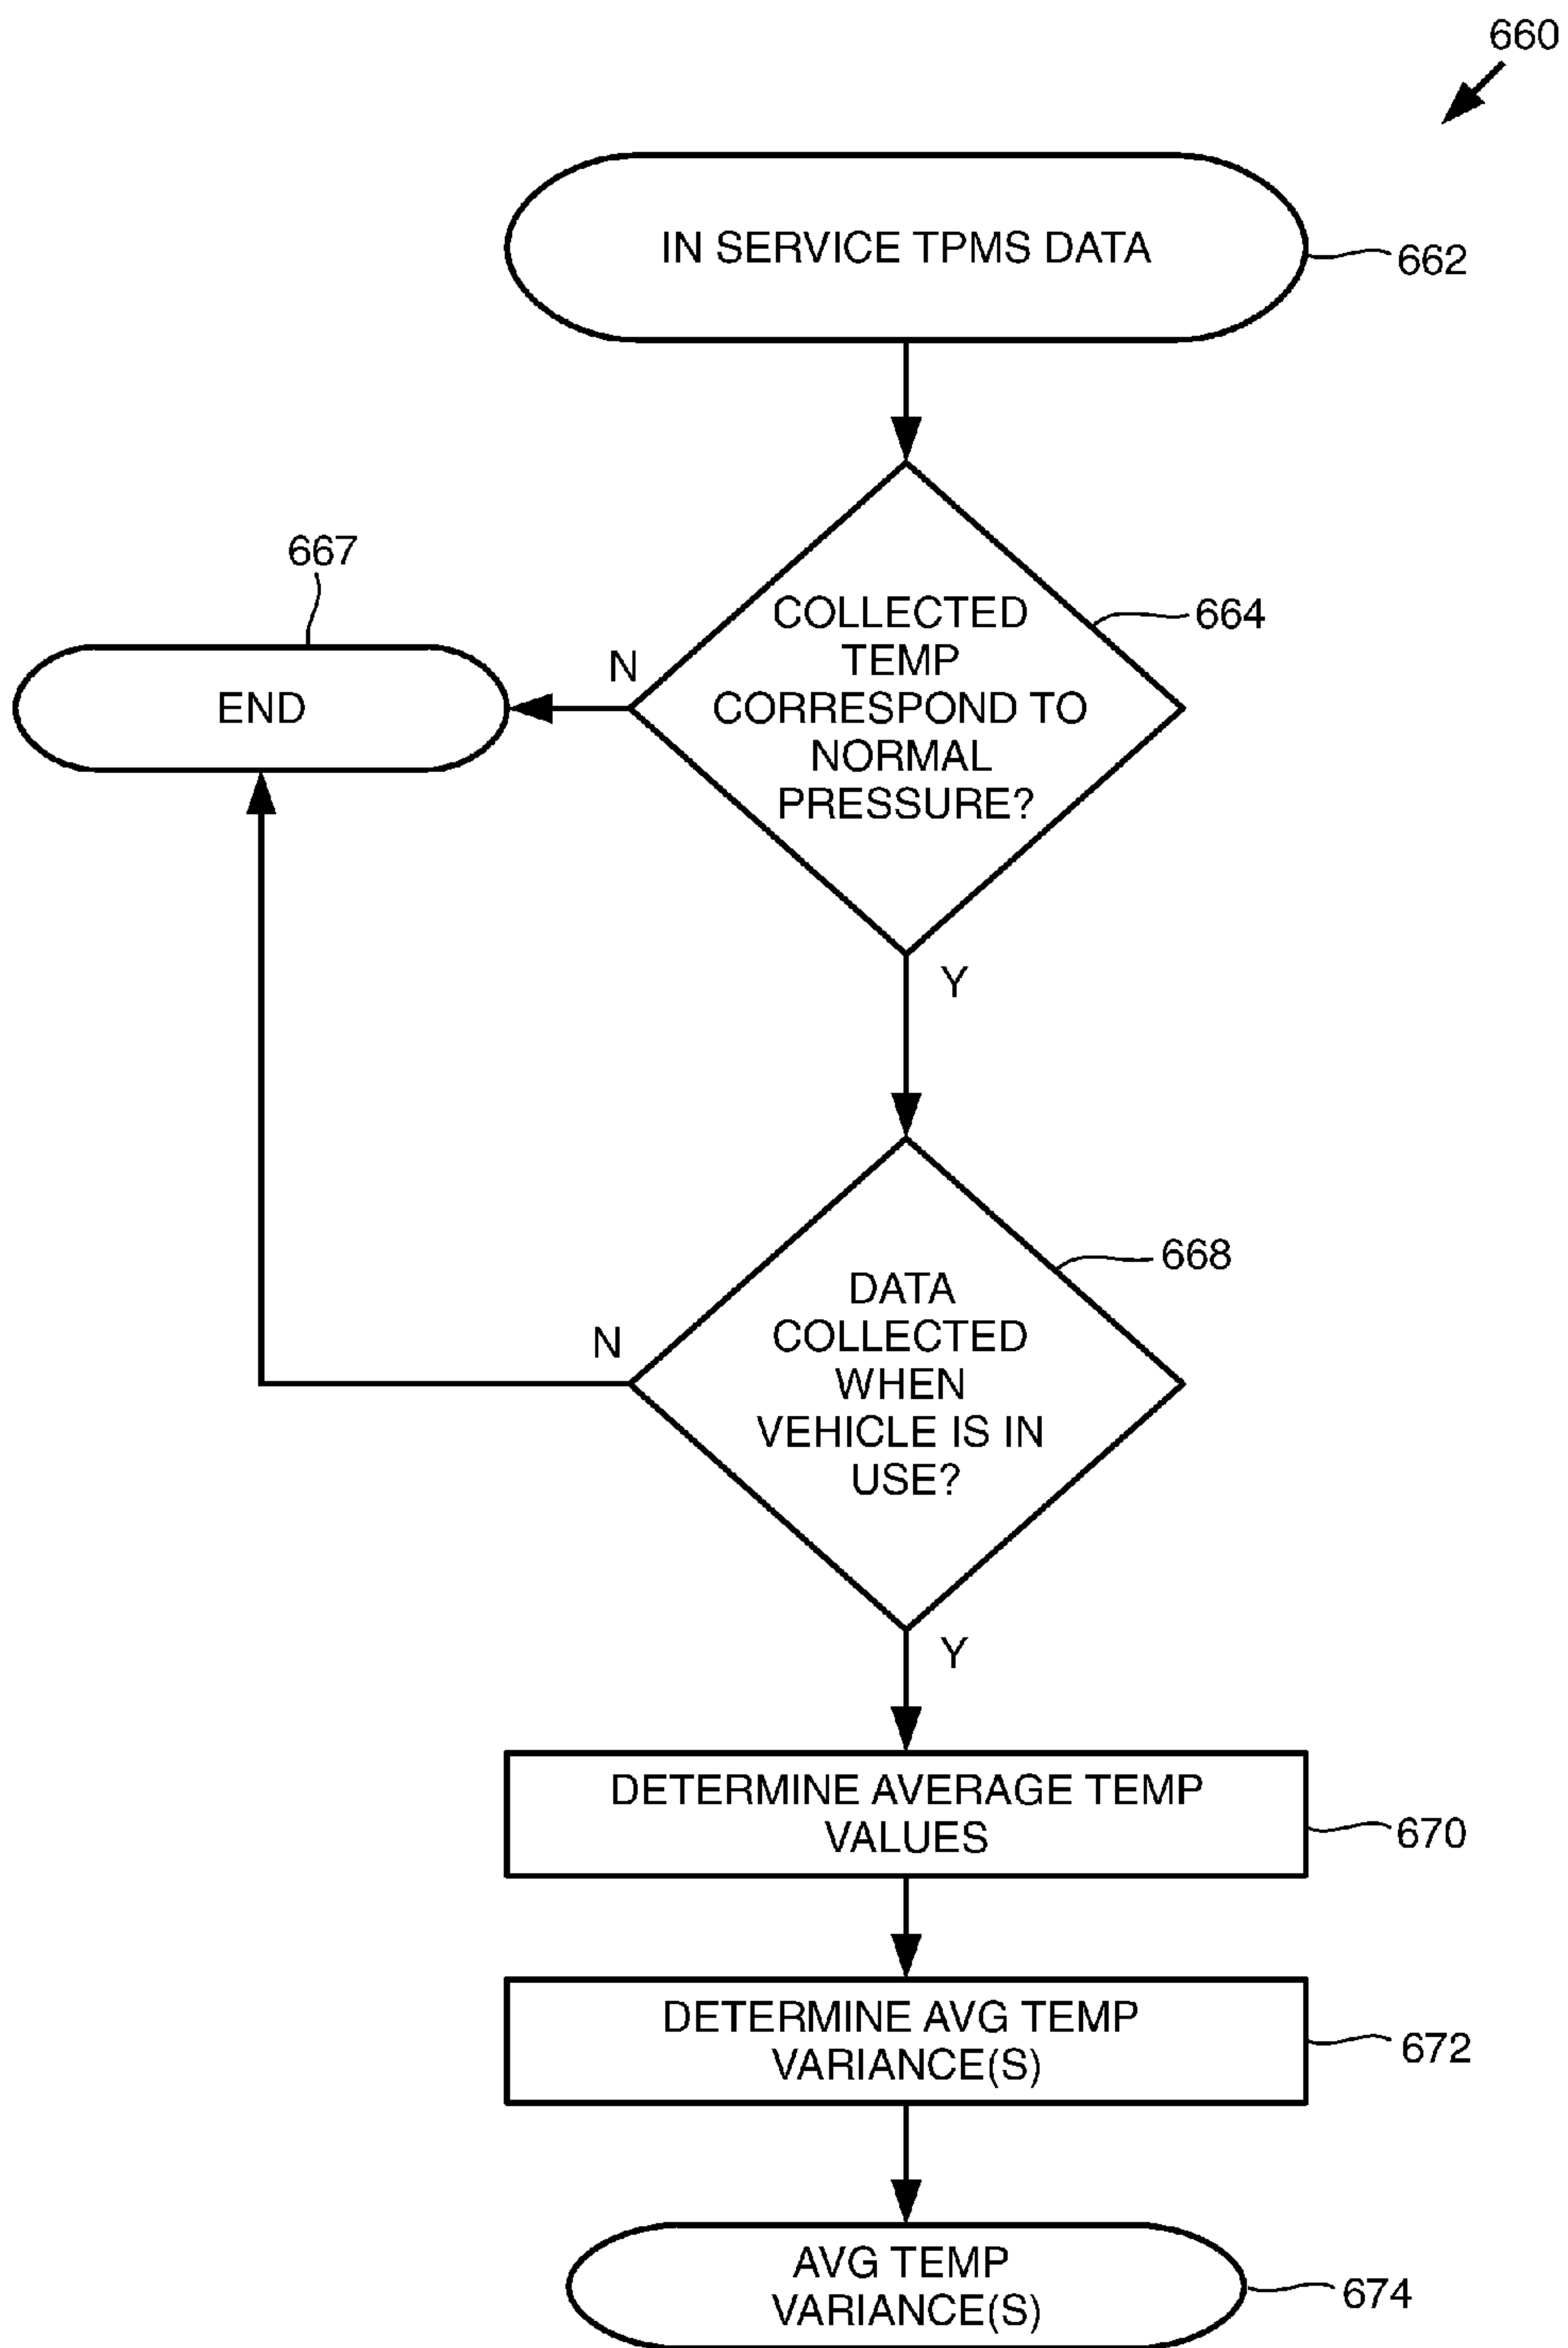 660
IN SERVICE TPMS DATA
662
667
COLLECTED
TEMP
CORRESPOND TO
NORMAL
PRESSURE?
664
N
END
Y
668
DATA
COLLECTED
WHEN
VEHICLE IS IN
USE?
N
Y
DETERMINE AVERAGE TEMP
VALUES
670
DETERMINE AVG TEMP
VARIANCE(S)
672
AVG TEMP
VARIANCE(S)
674